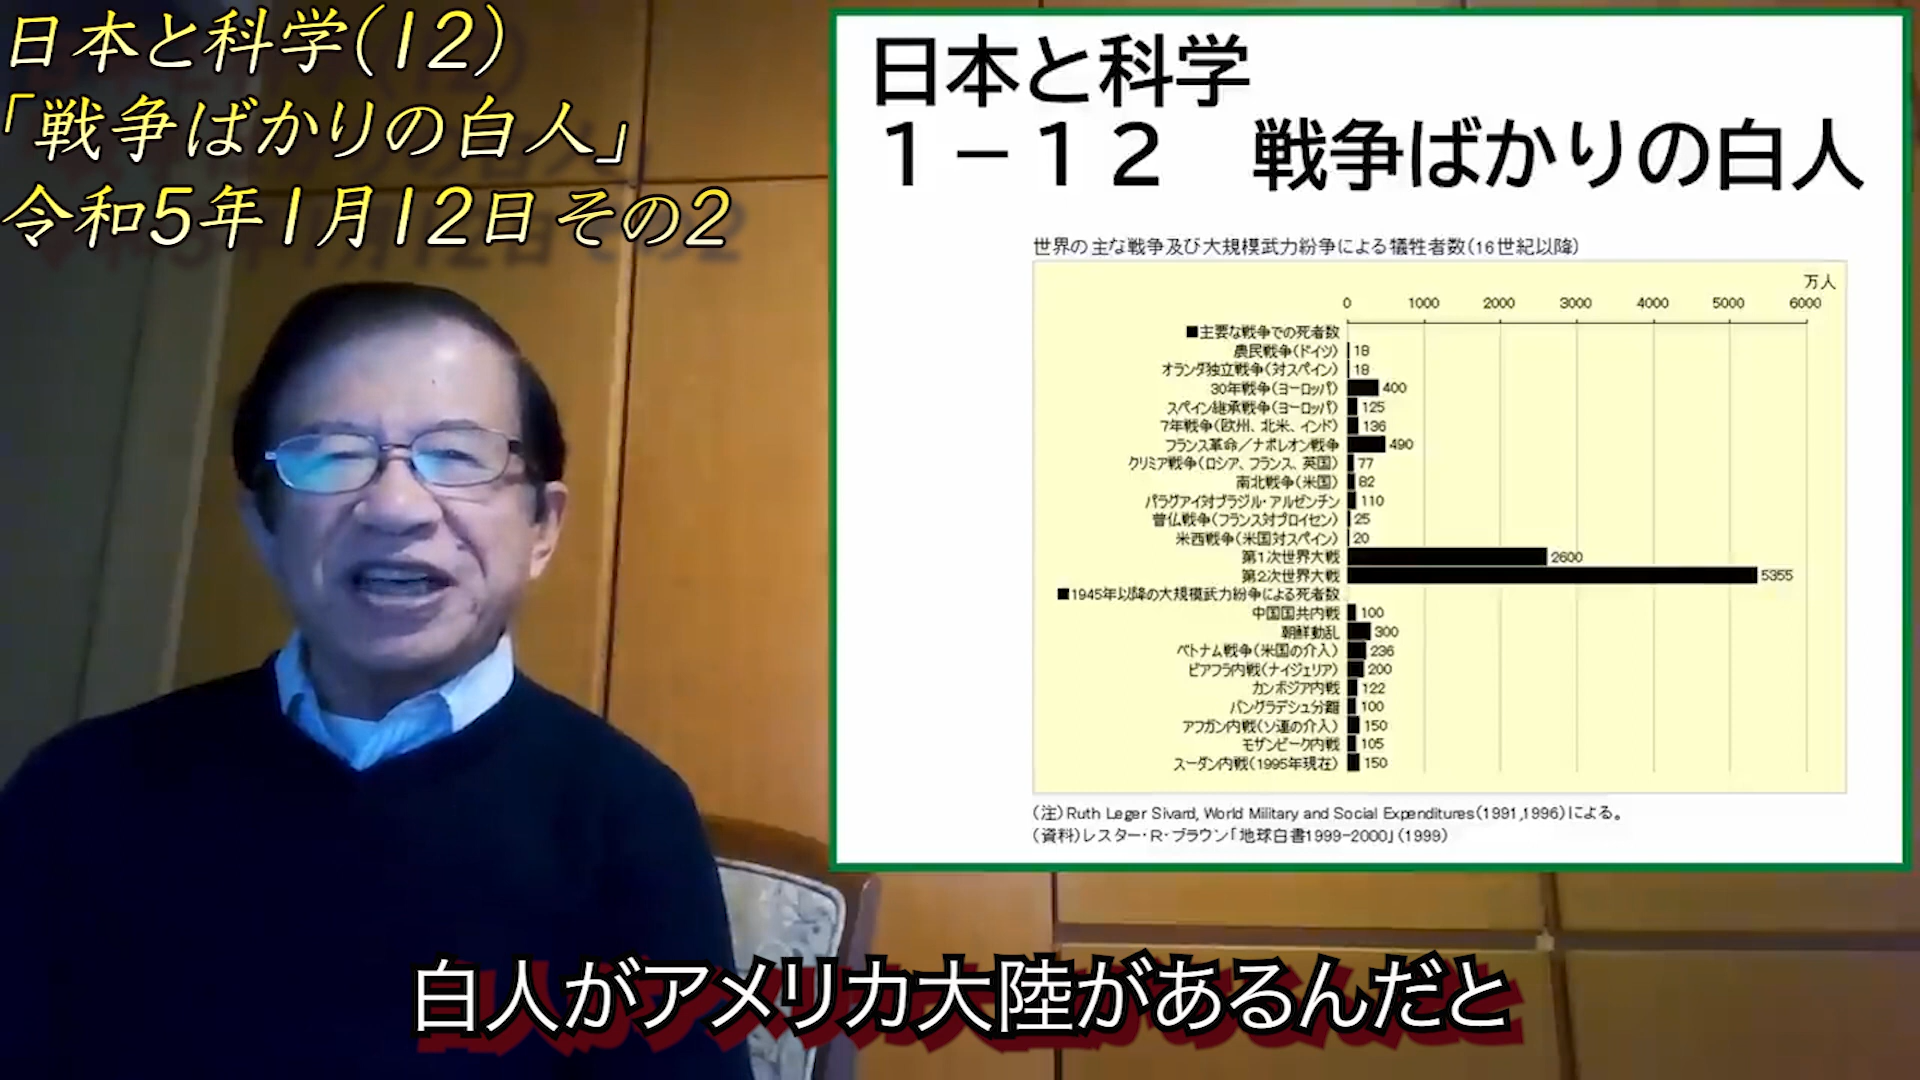 日本と科学(12)
「戦争ばかりの白人」
令和5年1月12日その2
日本と科学
1－12 戦争ばかりの白人
世界の主な戦争及び大規模武力紛争による犠牲者数(16世紀以降)
万人
0 1000 2000 3000 4000 5000 6000
■主要な戦争での死者数
農民戦争(ドイツ) 18
オランダ独立戦争(対スペイン) 18
30年戦争(ヨーロッパ) 400
スペイン継承戦争(ヨーロッパ) 125
7年戦争(欧州、北米、インド) 136
フランス革命／ナポレオン戦争 490
クリミア戦争(ロシア、フランス、英国) 77
南北戦争(米国) 82
パラグアイ対ブラジル・アルゼンチン 110
普仏戦争(フランス対プロイセン) 25
米西戦争(米国対スペイン) 20
第1次世界大戦 2600
第2次世界大戦 5355
■1945年以降の大規模武力紛争による死者数
中国国共内戦 100
朝鮮動乱 300
ベトナム戦争(米国の介入) 236
ビアフラ内戦(ナイジェリア) 200
カンボジア内戦 122
バングラデシュ分離 100
アフガン内戦(ソ連の介入) 150
モザンビーク内戦 105
スーダン内戦(1995年現在) 150
(注)Ruth Leger Sivard, World Military and Social Expenditures(1991,1996)による。
(資料)レスター・R・ブラウン「地球白書1999-2000」(1999)
白人がアメリカ大陸があるんだと